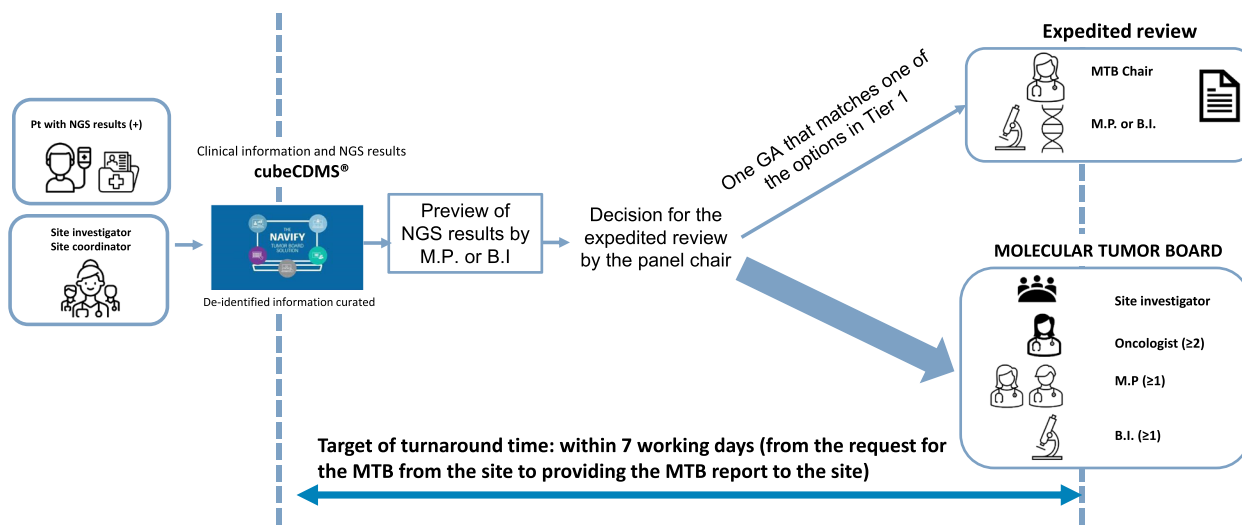 Pt with NGS results (+)
Site investigator
Site coordinator
Clinical information and NGS results
cubeCDMS®
THE
NAVIFY
TUMOR BOARD
SOLUTION
De-identified information curated
Preview of
NGS results by
M.P. or B.I
Decision for the
expedited review
by the panel chair
One GA that matches one of
the options in Tier 1
Expedited review
MTB Chair
M.P. or B.I.
MOLECULAR TUMOR BOARD
Site investigator
Oncologist (≥2)
M.P (≥1)
B.I. (≥1)
Target of turnaround time: within 7 working days (from the request for
the MTB from the site to providing the MTB report to the site)